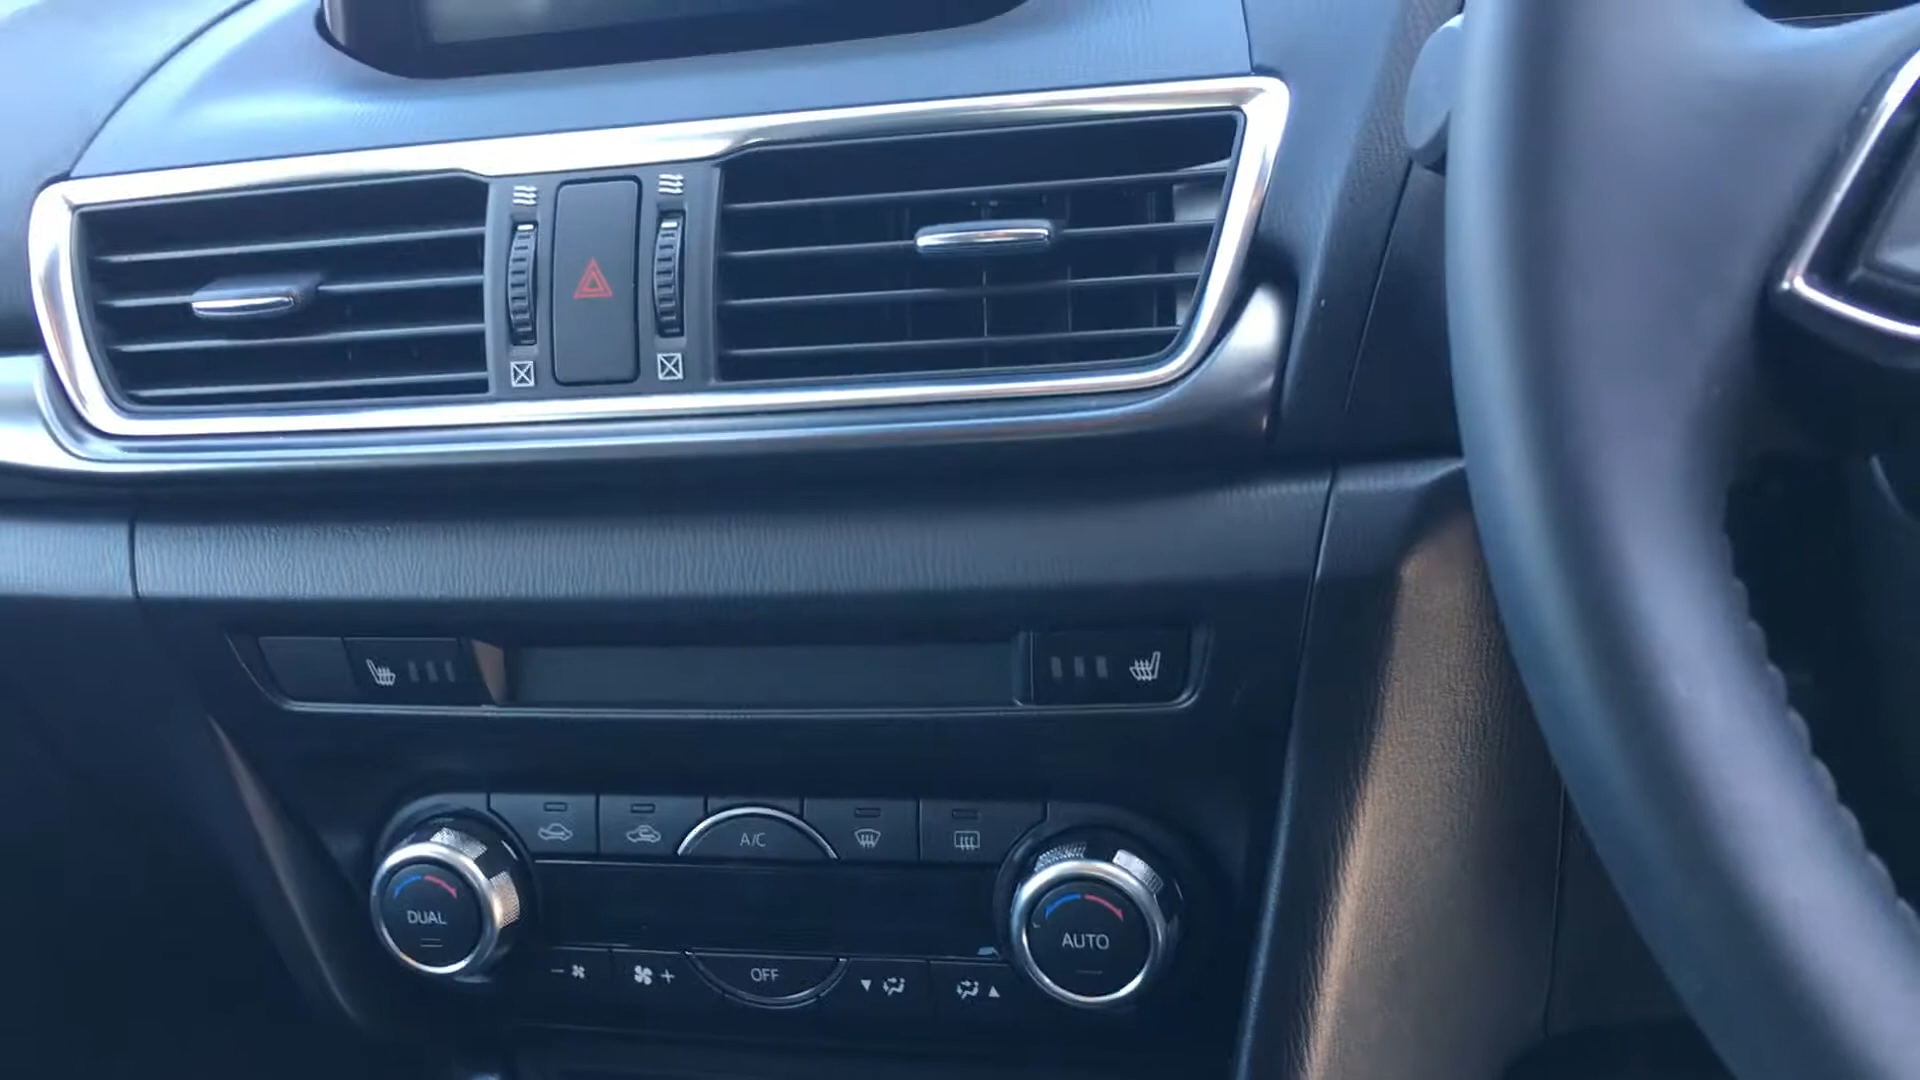 A/C
DUAL
AUTO
- +
OFF